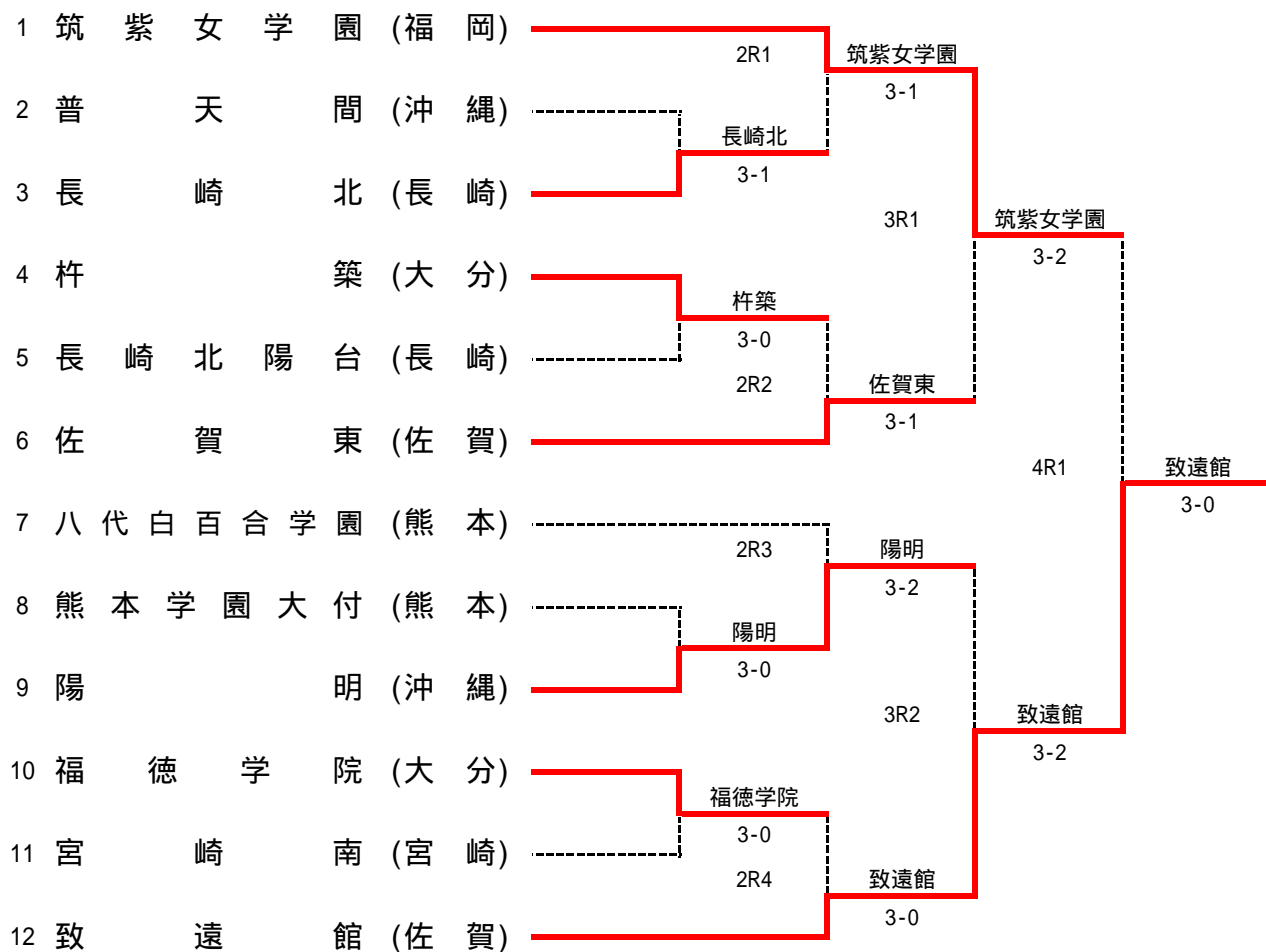 1 筑紫女学園 (福岡)
2R1
筑紫女学園
3-1
2 普天間 (沖縄)
長崎北
3-1
3 長崎北 (長崎)
3R1
筑紫女学園
3-2
4 杵築 (大分)
杵築
3-0
5 長崎北陽台 (長崎)
2R2
佐賀東
3-1
6 佐賀東 (佐賀)
4R1
致遠館
3-0
7 八代白百合学園 (熊本)
2R3
陽明
3-2
8 熊本学園大付 (熊本)
陽明
3-0
9 陽明 (沖縄)
3R2
致遠館
3-2
10 福徳学院 (大分)
福徳学院
3-0
11 宮崎南 (宮崎)
2R4
致遠館
3-0
12 致遠館 (佐賀)